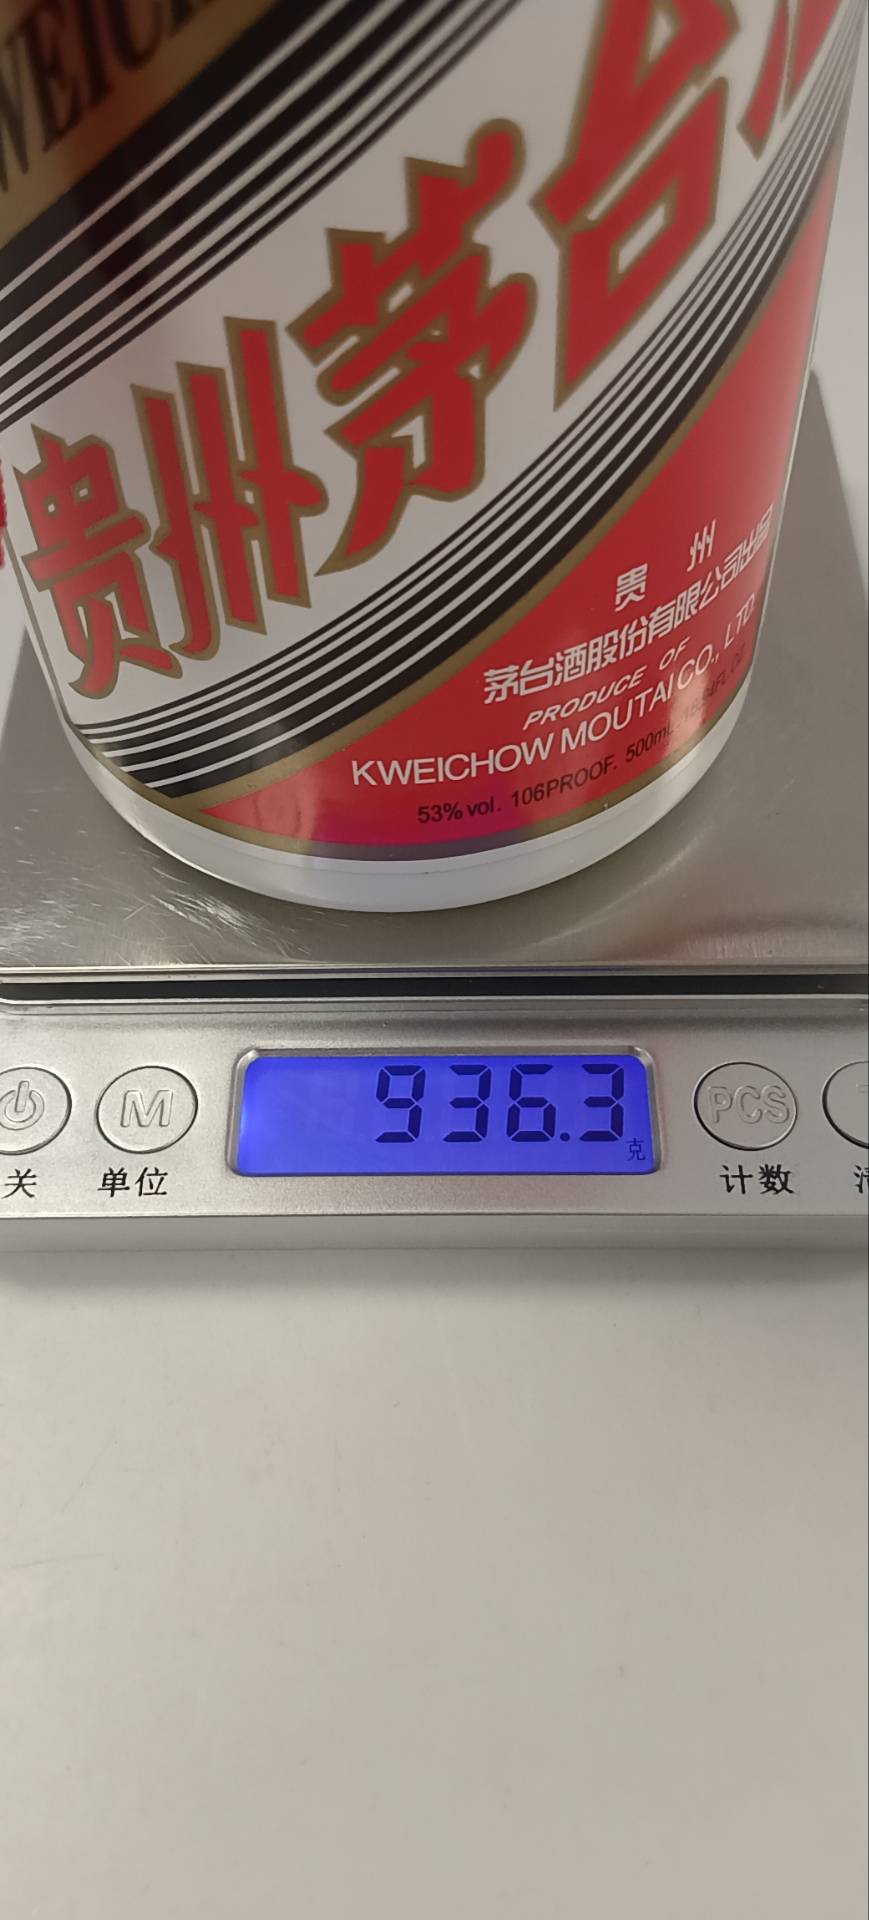 贵州茅台
贵州
茅台酒股份有限公司出品
PRODUCE OF
KWEICHOW MOUTAI CO., LTD.
53% vol. 106PROOF. 500mL
936.3
克
M
PCS
关
单位
计数